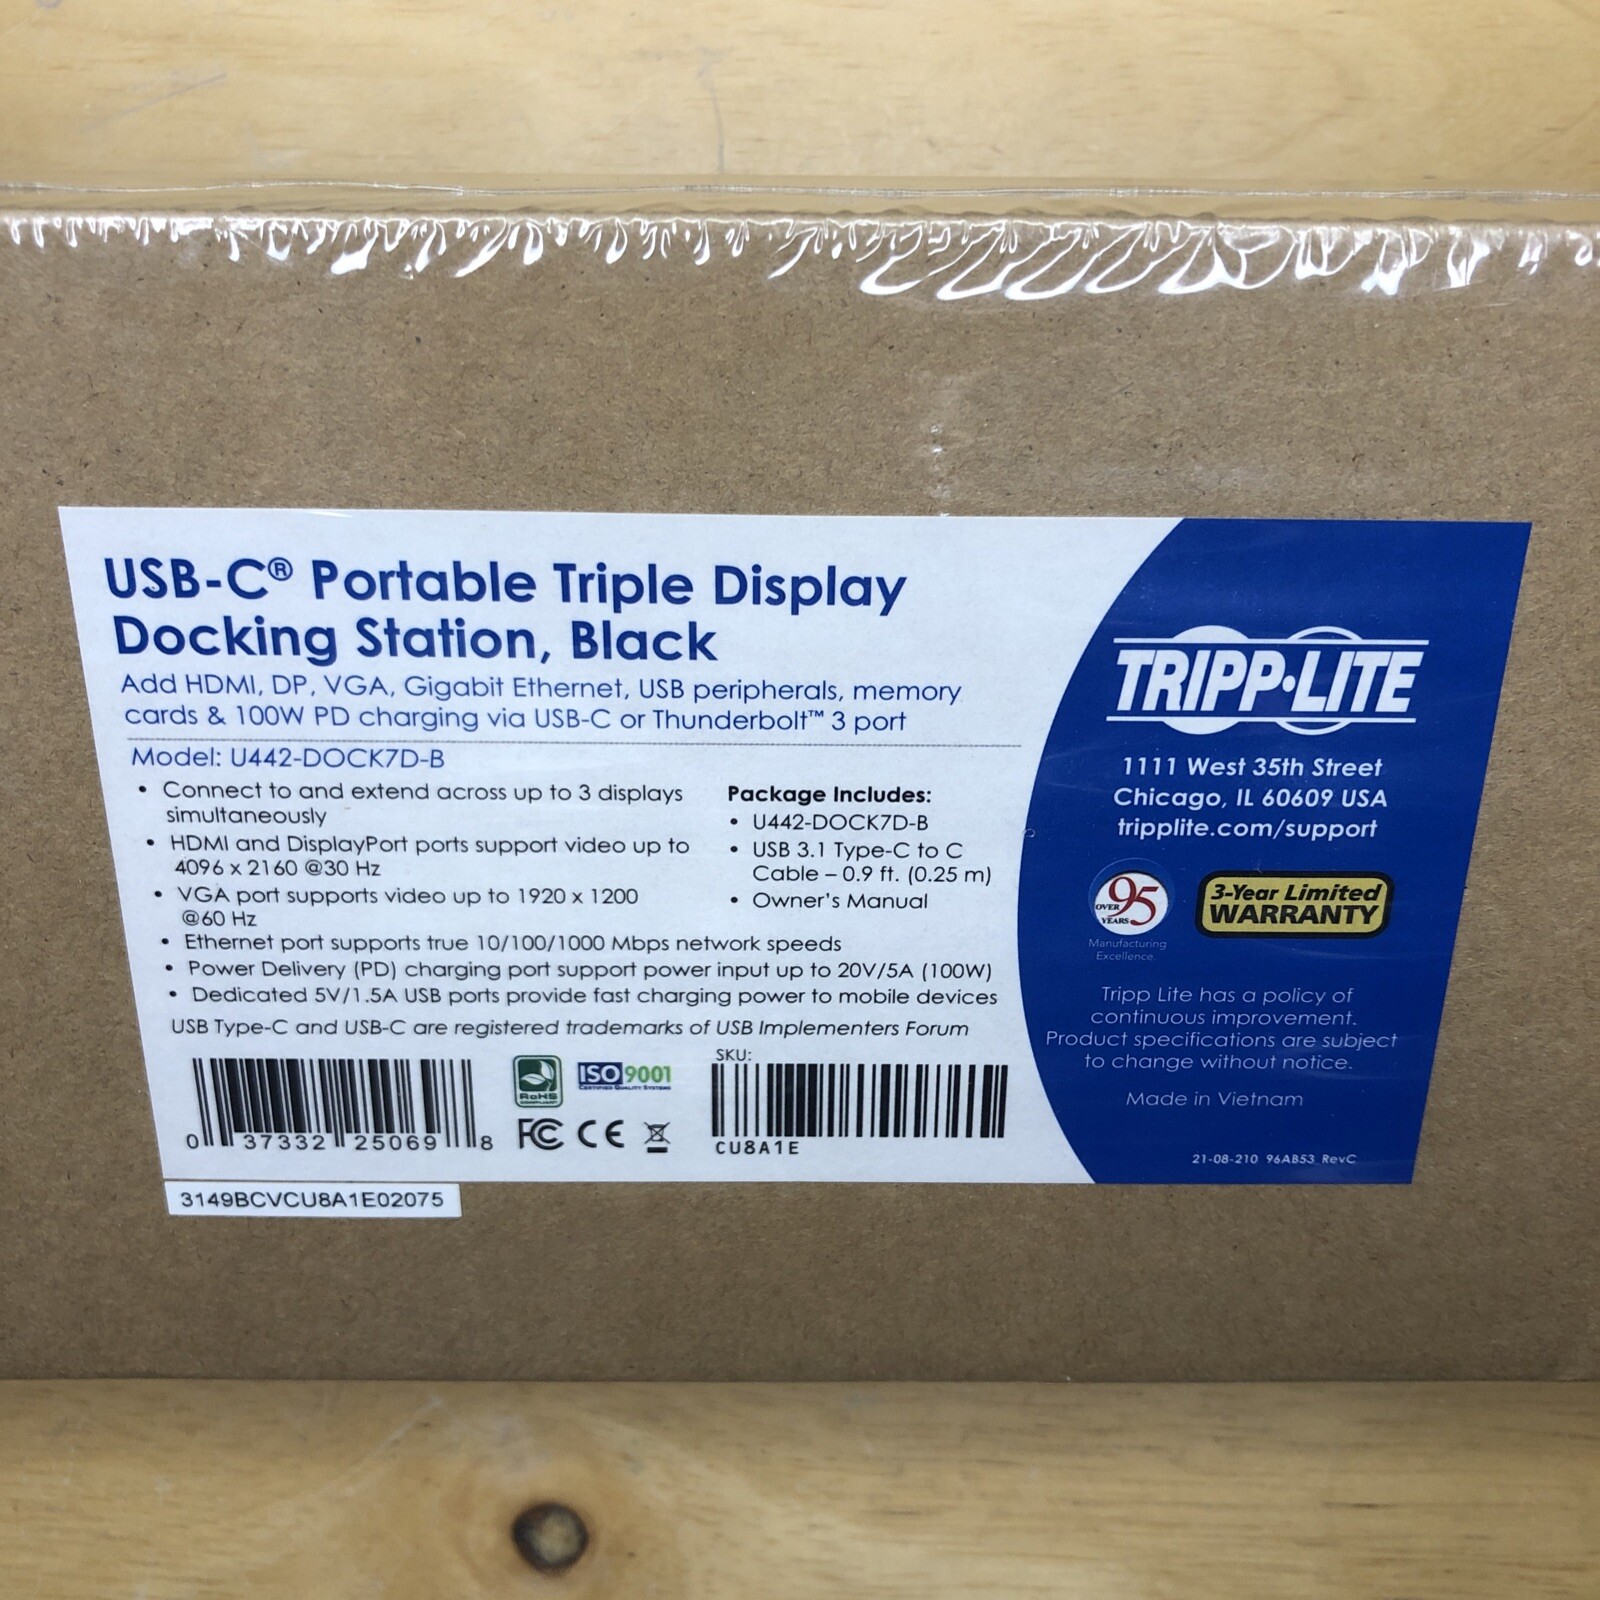 USB-C® Portable Triple Display
Docking Station, Black
Add HDMI, DP, VGA, Gigabit Ethernet, USB peripherals, memory
cards & 100W PD charging via USB-C or Thunderbolt™ 3 port
Model: U442-DOCK7D-B
• Connect to and extend across up to 3 displays
simultaneously
• HDMI and DisplayPort ports support video up to
4096 x 2160 @30 Hz
• VGA port supports video up to 1920 x 1200
@60 Hz
• Ethernet port supports true 10/100/1000 Mbps network speeds
• Power Delivery (PD) charging port support power input up to 20V/5A (100W)
• Dedicated 5V/1.5A USB ports provide fast charging power to mobile devices
USB Type-C and USB-C are registered trademarks of USB Implementers Forum
Package Includes:
• U442-DOCK7D-B
• USB 3.1 Type-C to C
Cable – 0.9 ft. (0.25 m)
• Owner's Manual
0 37332 25069 8
RoHS
COMPLIANT
ISO 9001
CERTIFIED QUALITY SYSTEMS
FC CE
SKU:
CU8A1E
3149BCVCU8A1E02075
TRIPP·LITE
1111 West 35th Street
Chicago, IL 60609 USA
tripplite.com/support
OVER 95
YEARS
Manufacturing
Excellence.
3-Year Limited
WARRANTY
Tripp Lite has a policy of
continuous improvement.
Product specifications are subject
to change without notice.
Made in Vietnam
21-08-210 96AB53 RevC